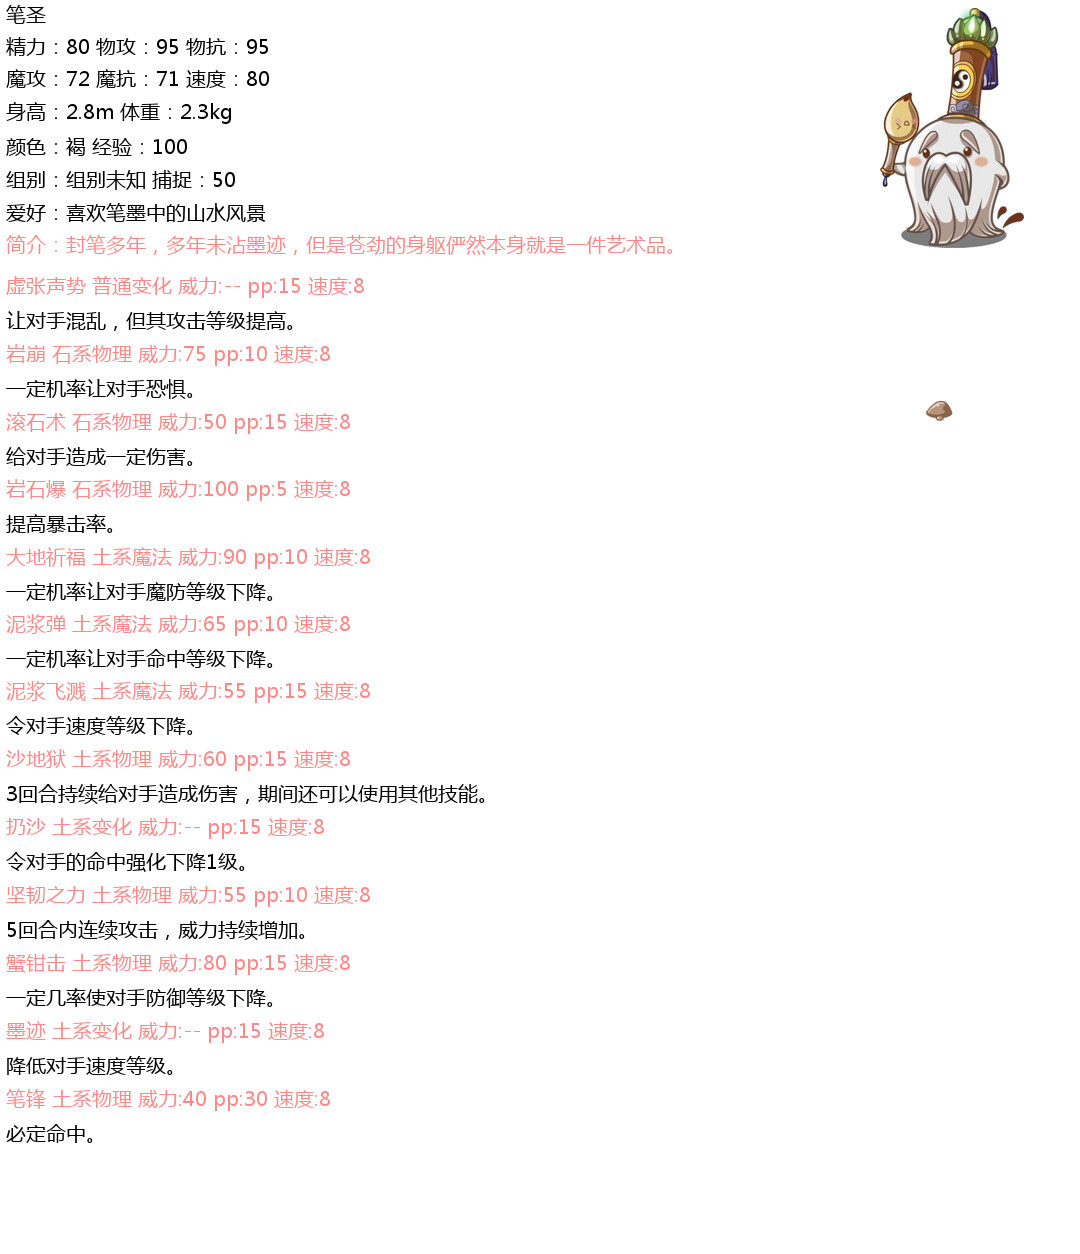 笔圣
精力：80 物攻：95 物抗：95
魔攻：72 魔抗：71 速度：80
身高：2.8m 体重：2.3kg
颜色：褐 经验：100
组别：组别未知 捕捉：50
爱好：喜欢笔墨中的山水风景
简介：封笔多年，多年未沾墨迹，但是苍劲的身躯俨然本身就是一件艺术品。
虚张声势 普通变化 威力:-- pp:15 速度:8
让对手混乱，但其攻击等级提高。
岩崩 石系物理 威力:75 pp:10 速度:8
一定机率让对手恐惧。
滚石术 石系物理 威力:50 pp:15 速度:8
给对手造成一定伤害。
岩石爆 石系物理 威力:100 pp:5 速度:8
提高暴击率。
大地祈福 土系魔法 威力:90 pp:10 速度:8
一定机率让对手魔防等级下降。
泥浆弹 土系魔法 威力:65 pp:10 速度:8
一定机率让对手命中等级下降。
泥浆飞溅 土系魔法 威力:55 pp:15 速度:8
令对手速度等级下降。
沙地狱 土系物理 威力:60 pp:15 速度:8
3回合持续给对手造成伤害，期间还可以使用其他技能。
扔沙 土系变化 威力:-- pp:15 速度:8
令对手的命中强化下降1级。
坚韧之力 土系物理 威力:55 pp:10 速度:8
5回合内连续攻击，威力持续增加。
蟹钳击 土系物理 威力:80 pp:15 速度:8
一定几率使对手防御等级下降。
墨迹 土系变化 威力:-- pp:15 速度:8
降低对手速度等级。
笔锋 土系物理 威力:40 pp:30 速度:8
必定命中。